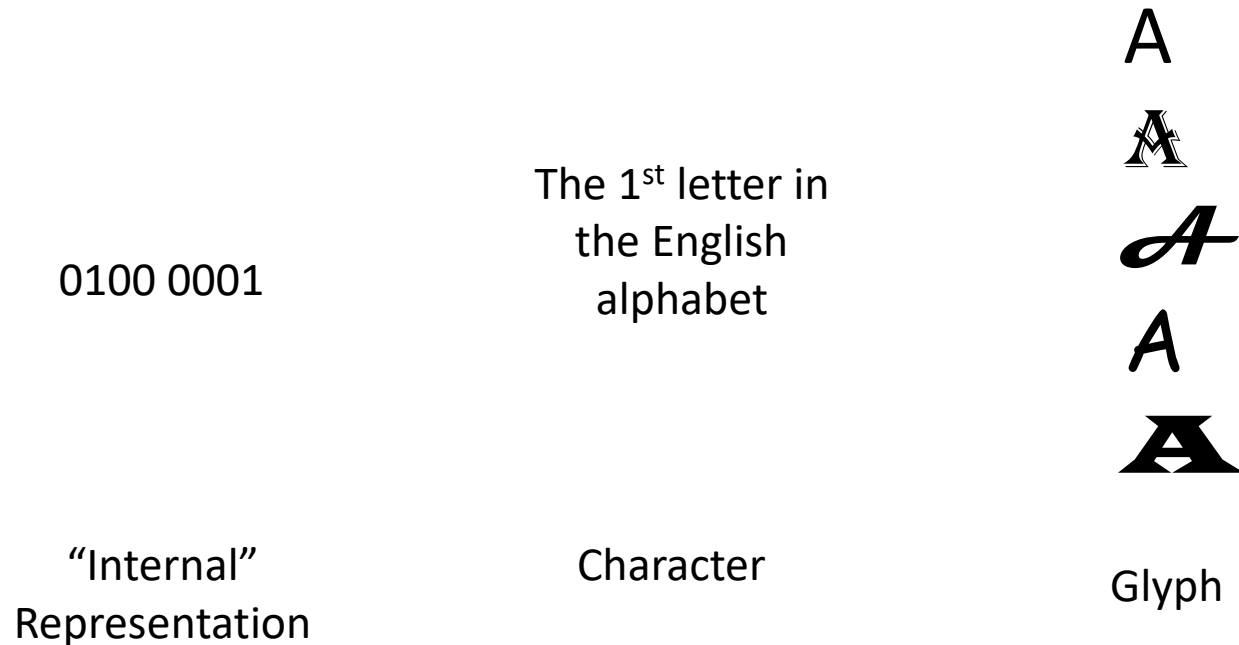 0100 0001
The 1st letter in
the English
alphabet
A
A
A
A
A
“Internal”
Representation
Character
Glyph